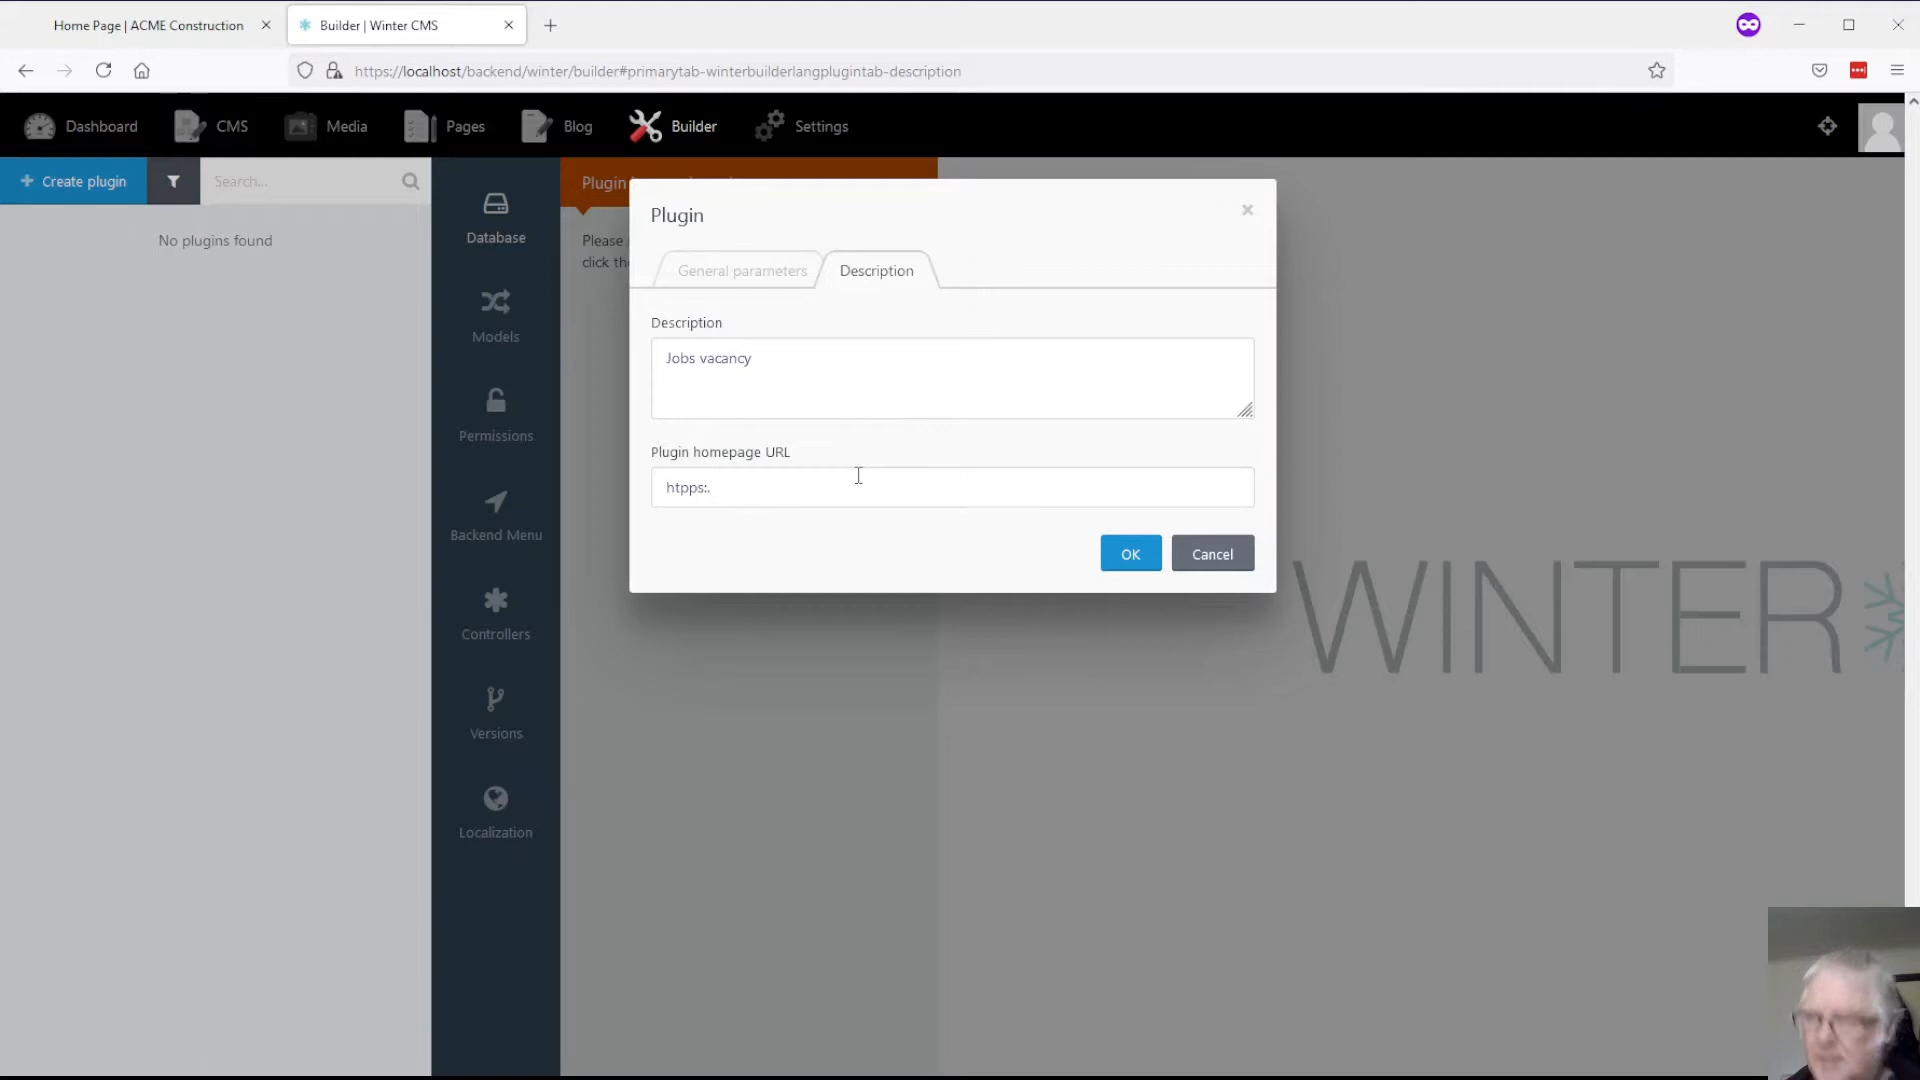 Home Page | ACME Construction
Builder | Winter CMS
https://localhost/backend/winter/builder#primarytab-winterbuilderlangplugintab-description
Dashboard
CMS
Media
Pages
Blog
Builder
Settings
Create plugin
Search...
No plugins found
Database
Models
Permissions
Backend Menu
Controllers
Versions
Localization
Plugin
Please
click the
Plugin
General parameters
Description
Description
Jobs vacancy
Plugin homepage URL
htpps:.
OK
Cancel
WINTER